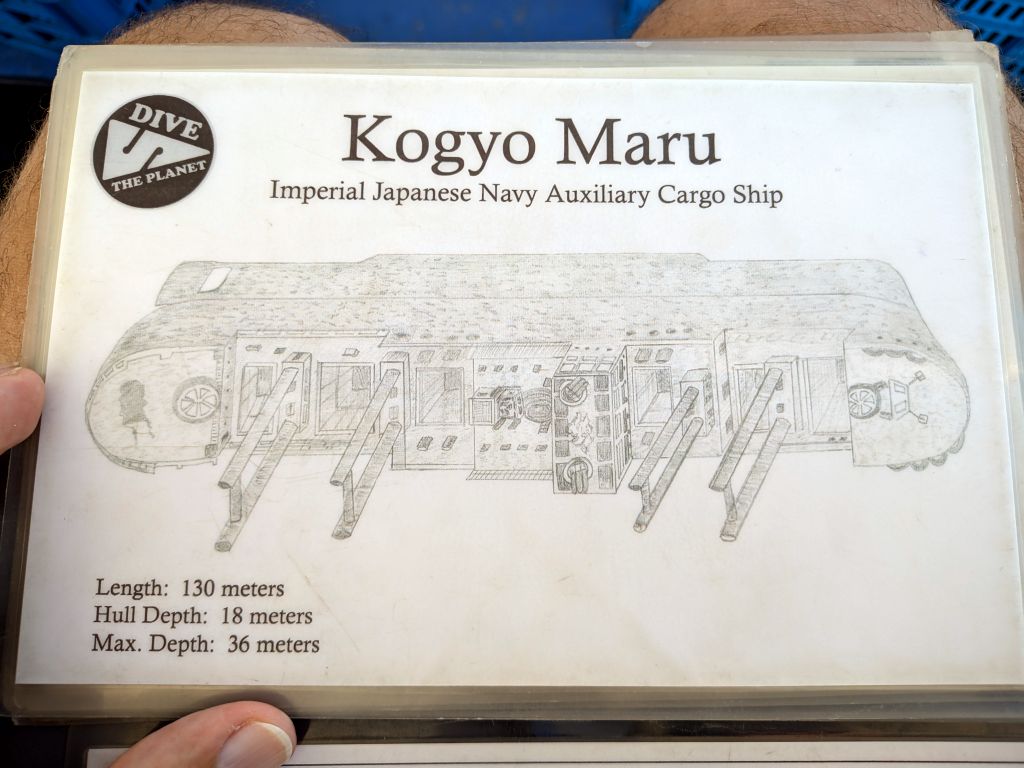 DIVE
THE PLANET
Kogyo Maru
Imperial Japanese Navy Auxiliary Cargo Ship
Length: 130 meters
Hull Depth: 18 meters
Max. Depth: 36 meters